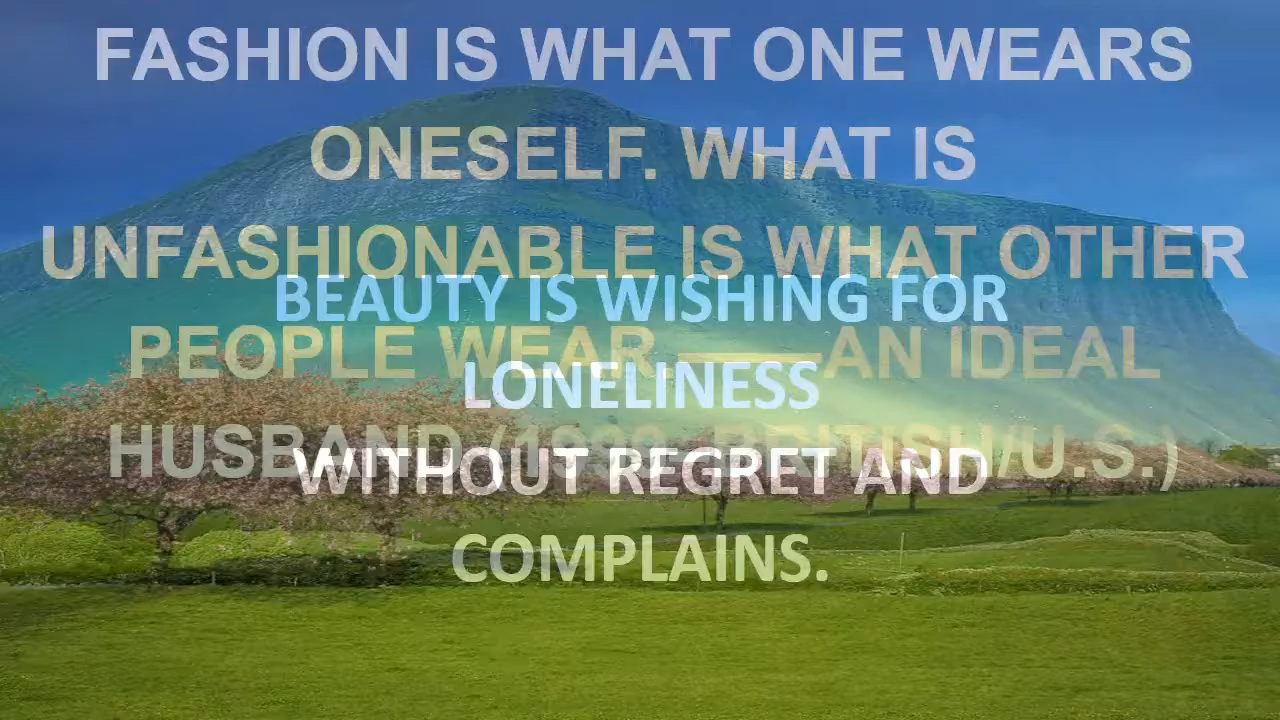 FASHION IS WHAT ONE WEARS
ONESELF. WHAT IS
UNFASHIONABLE IS WHAT OTHER
PEOPLE WEAR. ———AN IDEAL
HUSBAND (1999, BRITISH/U.S.)
BEAUTY IS WISHING FOR
LONELINESS
WITHOUT REGRET AND
COMPLAINS.